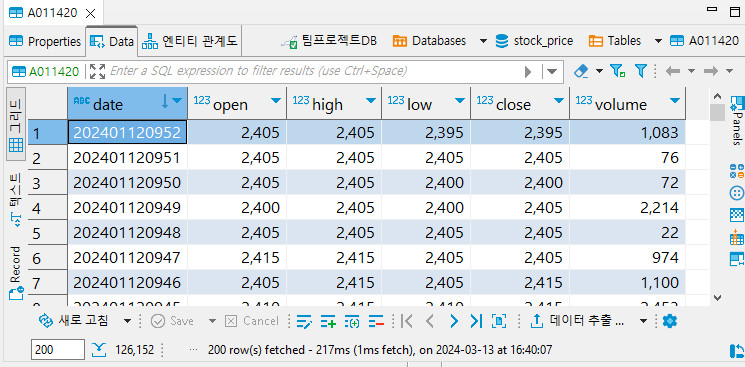 A011420
Properties Data 엔티티 관계도 팀프로젝트DB Databases stock_price Tables A011420
A011420 Enter a SQL expression to filter results (use Ctrl+Space)
그리드 ABC date 123 open 123 high 123 low 123 close 123 volume Panels
1 202401120952 2,405 2,405 2,395 2,395 1,083
2 202401120951 2,405 2,405 2,405 2,405 76
텍스트 3 202401120950 2,405 2,405 2,400 2,400 72
4 202401120949 2,400 2,405 2,400 2,405 2,214
5 202401120948 2,405 2,405 2,405 2,405 22
Record 6 202401120947 2,415 2,415 2,405 2,405 974
7 202401120946 2,405 2,415 2,405 2,415 1,100
새로 고침 Save Cancel 데이터 추출 ...
200 126,152 ... 200 row(s) fetched - 217ms (1ms fetch), on 2024-03-13 at 16:40:07